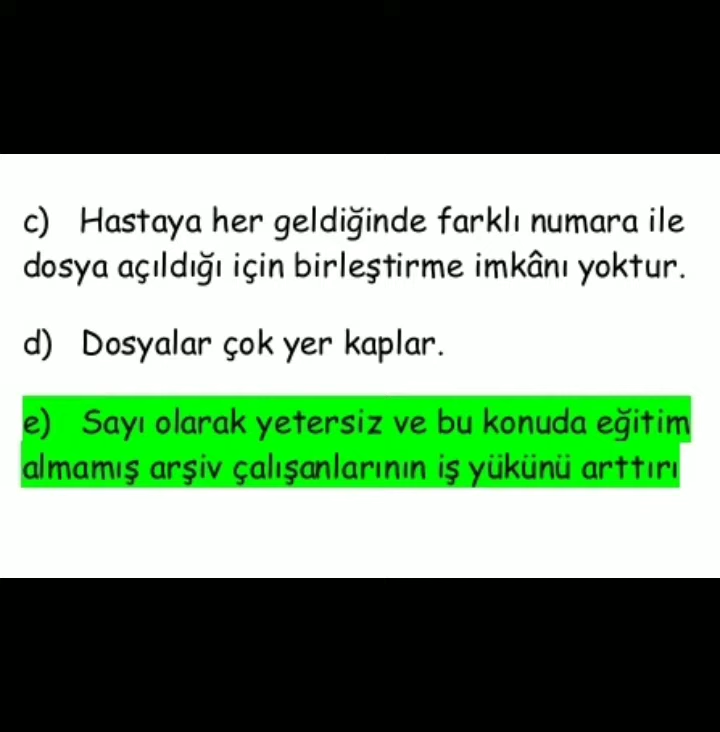 c) Hastaya her geldiğinde farklı numara ile
dosya açıldığı için birleştirme imkânı yoktur.
d) Dosyalar çok yer kaplar.
e) Sayı olarak yetersiz ve bu konuda eğitim
almamış arşiv çalışanlarının iş yükünü arttırı